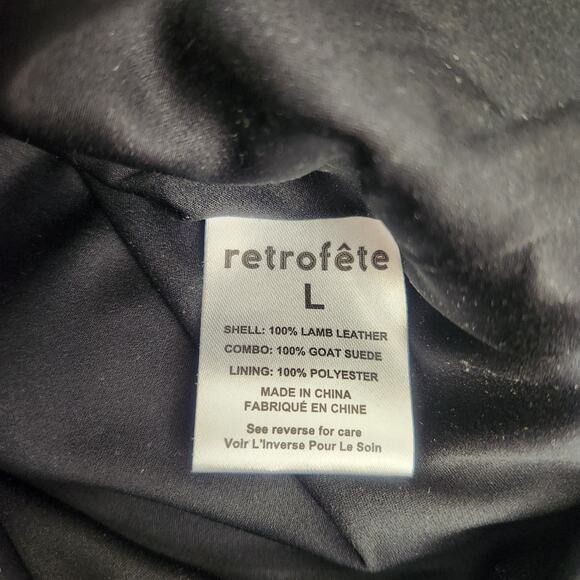 retrofête
L
SHELL: 100% LAMB LEATHER
COMBO: 100% GOAT SUEDE
LINING: 100% POLYESTER
MADE IN CHINA
FABRIQUÉ EN CHINE
See reverse for care
Voir L'Inverse Pour Le Soin